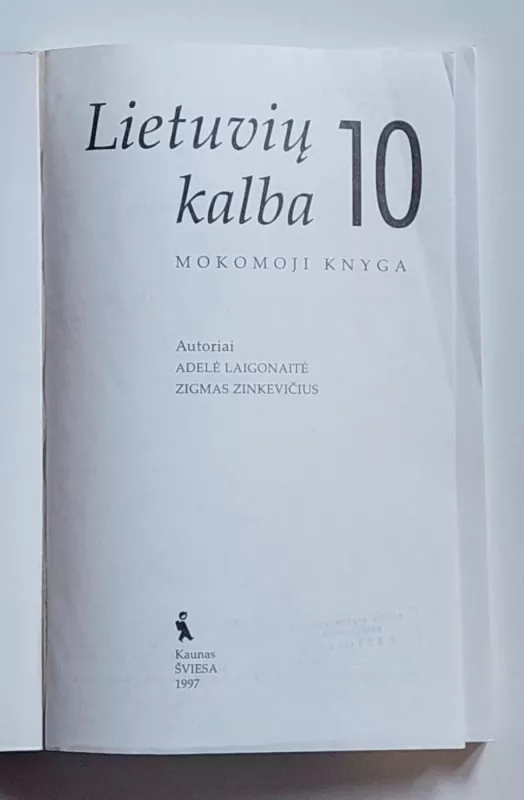 Lietuvių
kalba 10
MOKOMOJI KNYGA
Autoriai
ADELĖ LAIGONAITĖ
ZIGMAS ZINKEVIČIUS
Kaunas
ŠVIESA
1997